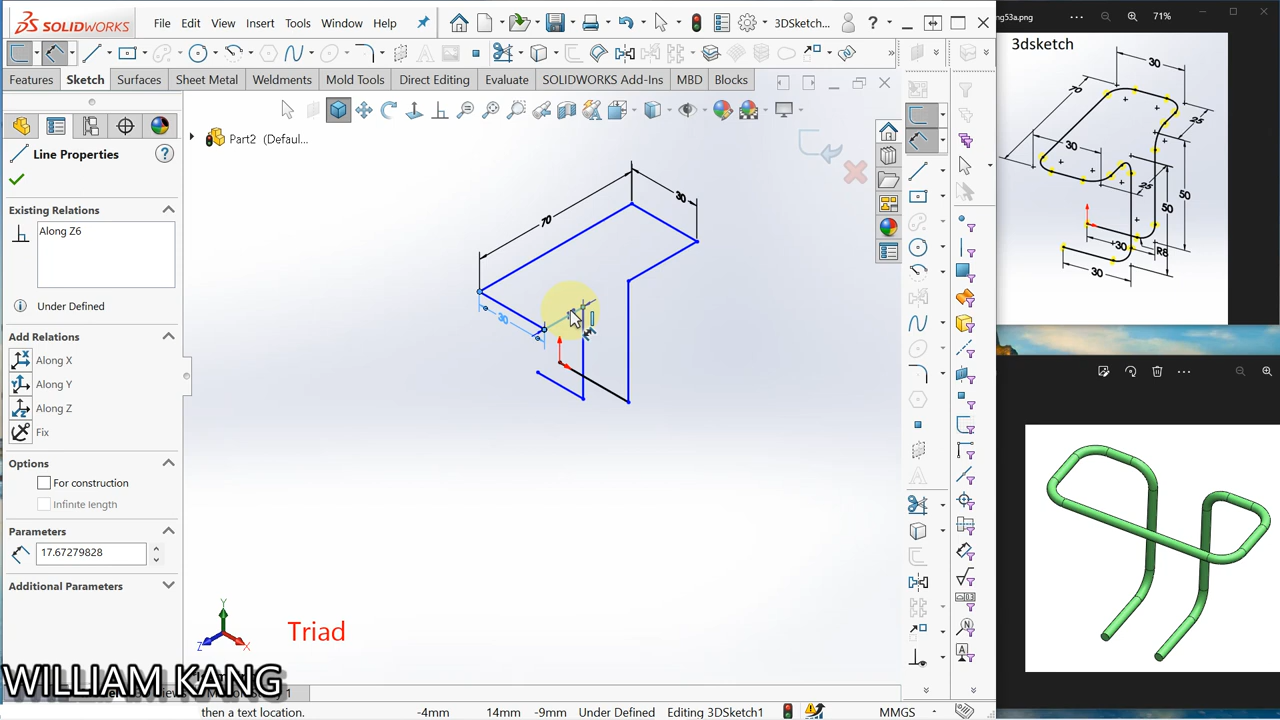 SOLIDWORKS File Edit View Insert Tools Window Help 3DSketch... ?
Features Sketch Surfaces Sheet Metal Weldments Mold Tools Direct Editing Evaluate SOLIDWORKS Add-Ins MBD Blocks
Part2 (Defaul...
Line Properties
Existing Relations
Along Z6
Under Defined
Add Relations
Along X
Along Y
Along Z
Fix
Options
For construction
Infinite length
Parameters
17.67279828
Additional Parameters
70
30
30
Y
Z
X
Triad
WILLIAM KANG
then a text location.
-4mm 14mm -9mm Under Defined Editing 3DSketch1 MMGS
ng53a.png
71%
3dsketch
30
70
25
30
25
50
50
30
R8
30